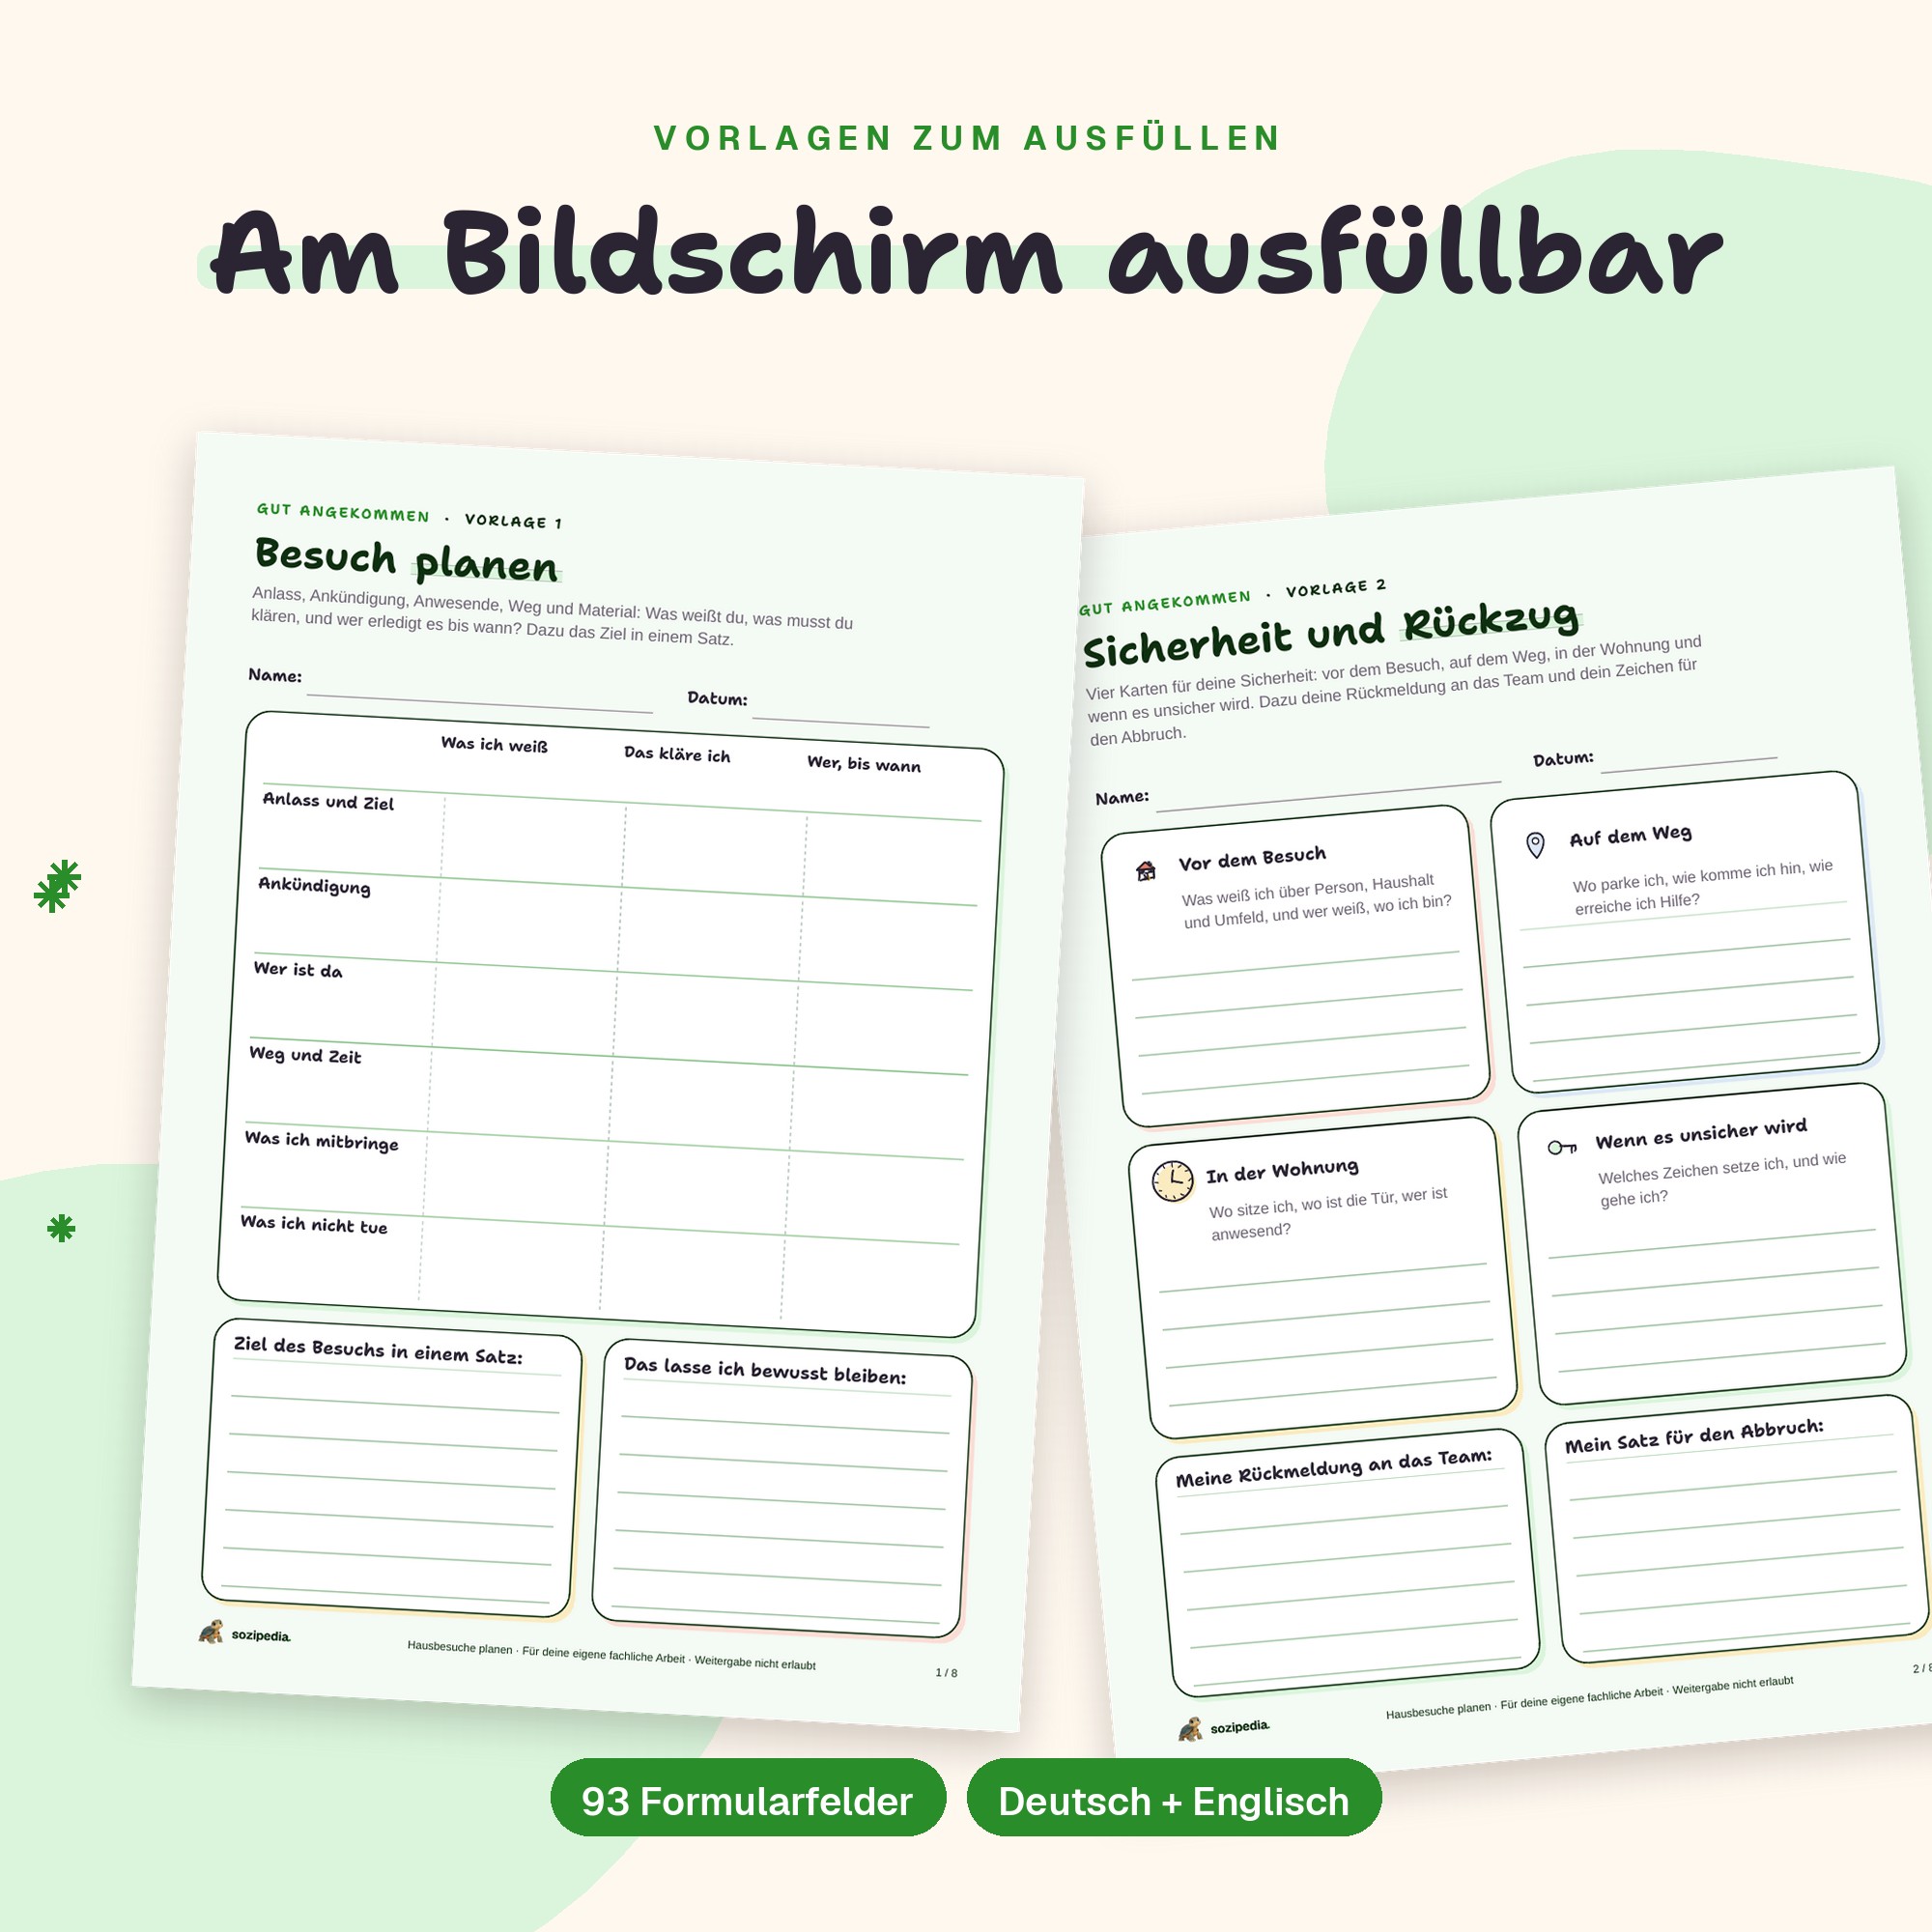 VORLAGEN ZUM AUSFÜLLEN
Am Bildschirm ausfüllbar
GUT ANGEKOMMEN · VORLAGE 1
Besuch planen
Anlass, Ankündigung, Anwesende, Weg und Material: Was weißt du, was musst du
klären, und wer erledigt es bis wann? Dazu das Ziel in einem Satz.
Name:
Datum:
Was ich weiß
Das kläre ich
Wer, bis wann
Anlass und Ziel
Ankündigung
Wer ist da
Weg und Zeit
Was ich mitbringe
Was ich nicht tue
Ziel des Besuchs in einem Satz:
Das lasse ich bewusst bleiben:
sozipedia.
Hausbesuche planen · Für deine eigene fachliche Arbeit · Weitergabe nicht erlaubt
1 / 8
GUT ANGEKOMMEN · VORLAGE 2
Sicherheit und Rückzug
Vier Karten für deine Sicherheit: vor dem Besuch, auf dem Weg, in der Wohnung und
wenn es unsicher wird. Dazu deine Rückmeldung an das Team und dein Zeichen für
den Abbruch.
Name:
Datum:
Vor dem Besuch
Was weiß ich über Person, Haushalt
und Umfeld, und wer weiß, wo ich bin?
Auf dem Weg
Wo parke ich, wie komme ich hin, wie
erreiche ich Hilfe?
In der Wohnung
Wo sitze ich, wo ist die Tür, wer ist
anwesend?
Wenn es unsicher wird
Welches Zeichen setze ich, und wie
gehe ich?
Meine Rückmeldung an das Team:
Mein Satz für den Abbruch:
sozipedia.
Hausbesuche planen · Für deine eigene fachliche Arbeit · Weitergabe nicht erlaubt
2 / 8
93 Formularfelder
Deutsch + Englisch